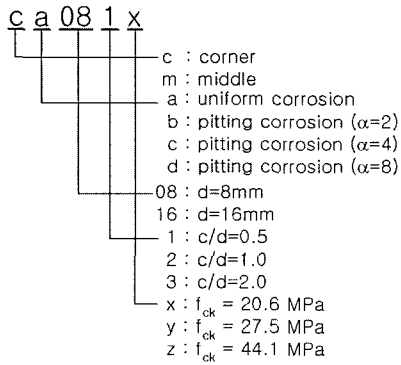 c a 08 1 x
c : corner
m : middle
a : uniform corrosion
b : pitting corrosion (α=2)
c : pitting corrosion (α=4)
d : pitting corrosion (α=8)
08 : d=8mm
16 : d=16mm
1 : c/d=0.5
2 : c/d=1.0
3 : c/d=2.0
x : fck = 20.6 MPa
y : fck = 27.5 MPa
z : fck = 44.1 MPa